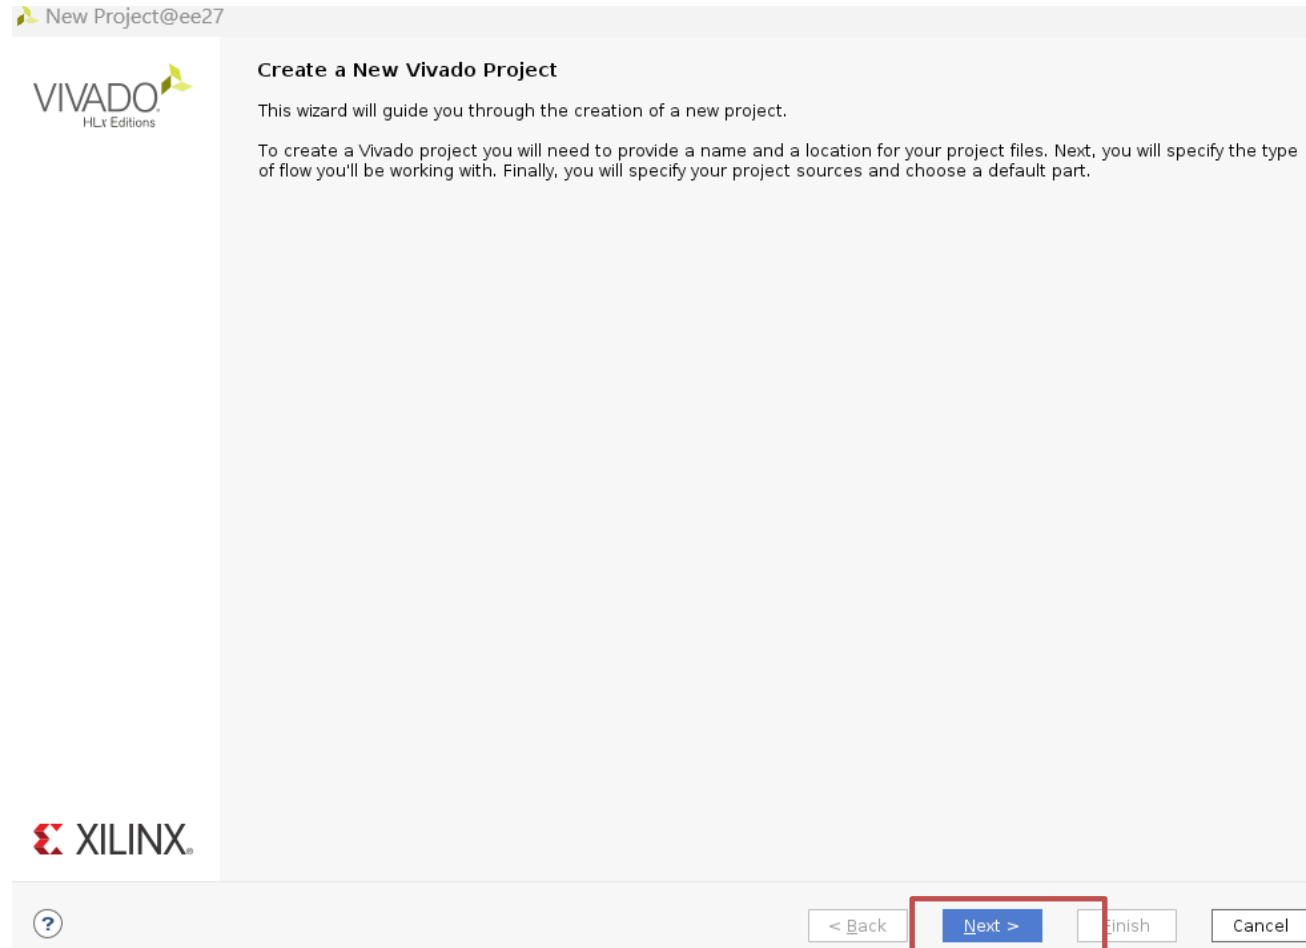 New Project@ee27
VIVADO.
HLx Editions
Create a New Vivado Project
This wizard will guide you through the creation of a new project.
To create a Vivado project you will need to provide a name and a location for your project files. Next, you will specify the type
of flow you'll be working with. Finally, you will specify your project sources and choose a default part.
XILINX®
?
< Back
Next >
Finish
Cancel